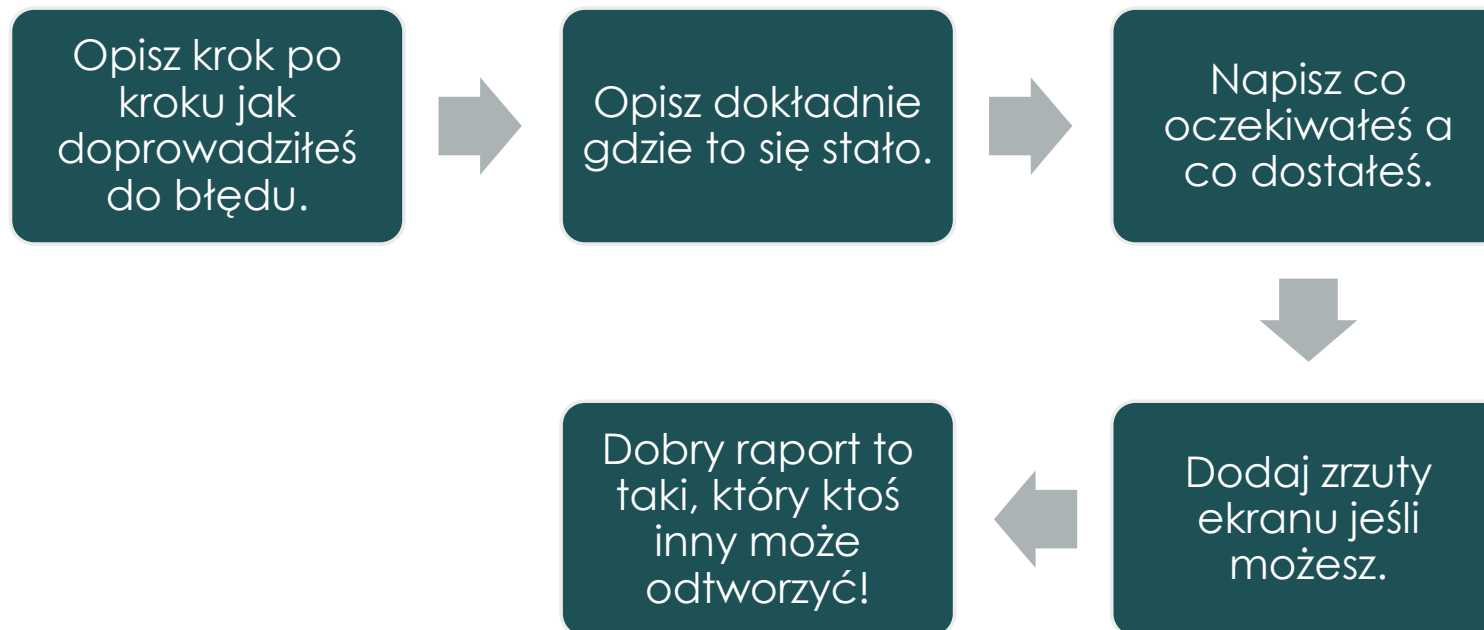 Opisz krok po
kroku jak
doprowadziłeś
do błędu.
Opisz dokładnie
gdzie to się stało.
Napisz co
oczekiwałeś a
co dostałeś.
Dodaj zrzuty
ekranu jeśli
możesz.
Dobry raport to
taki, który ktoś
inny może
odtworzyć!